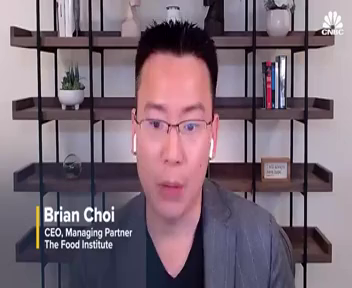 CNBC
Brian Choi
CEO, Managing Partner
The Food Institute